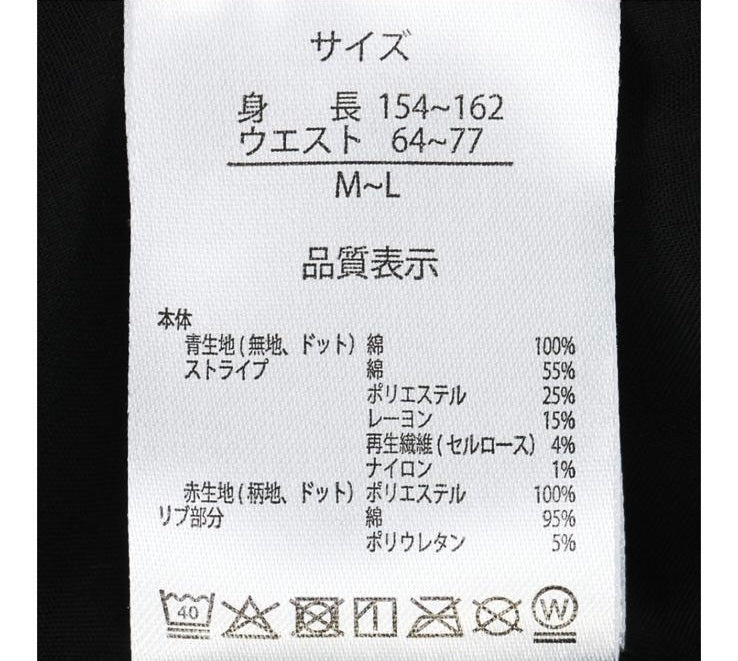 サイズ
身　　長 154~162
ウエスト 64~77
M~L
品質表示
本体
青生地(無地、ドット) 綿 100%
ストライプ 綿 55%
ポリエステル 25%
レーヨン 15%
再生繊維(セルロース) 4%
ナイロン 1%
赤生地(柄地、ドット) ポリエステル 100%
リブ部分 綿 95%
ポリウレタン 5%
40 W